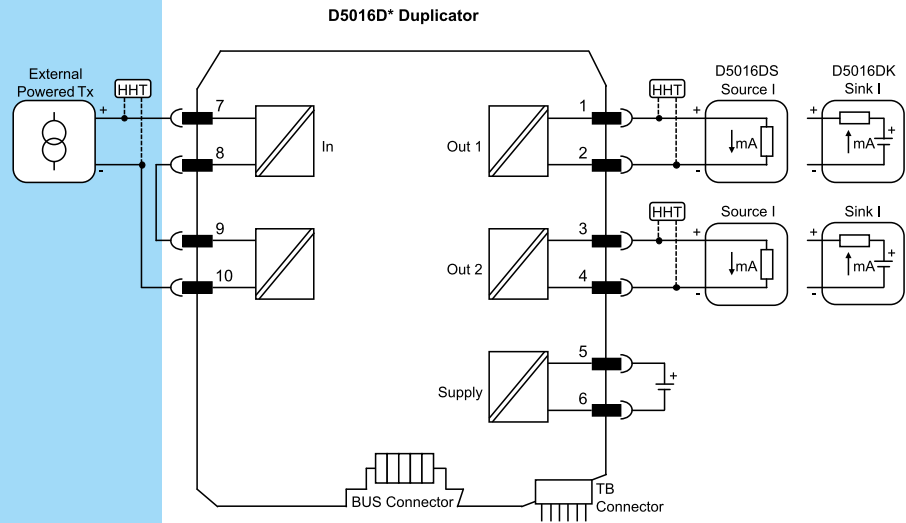 D5016D* Duplicator
External
Powered Tx
HHT
+
-
7
8
9
10
In
Out 1
Out 2
Supply
1
2
3
4
5
6
HHT
+
-
D5016DS
Source I
mA
D5016DK
Sink I
+
-
mA
+
HHT
+
-
Source I
mA
Sink I
+
-
mA
+
+
BUS Connector
TB
Connector